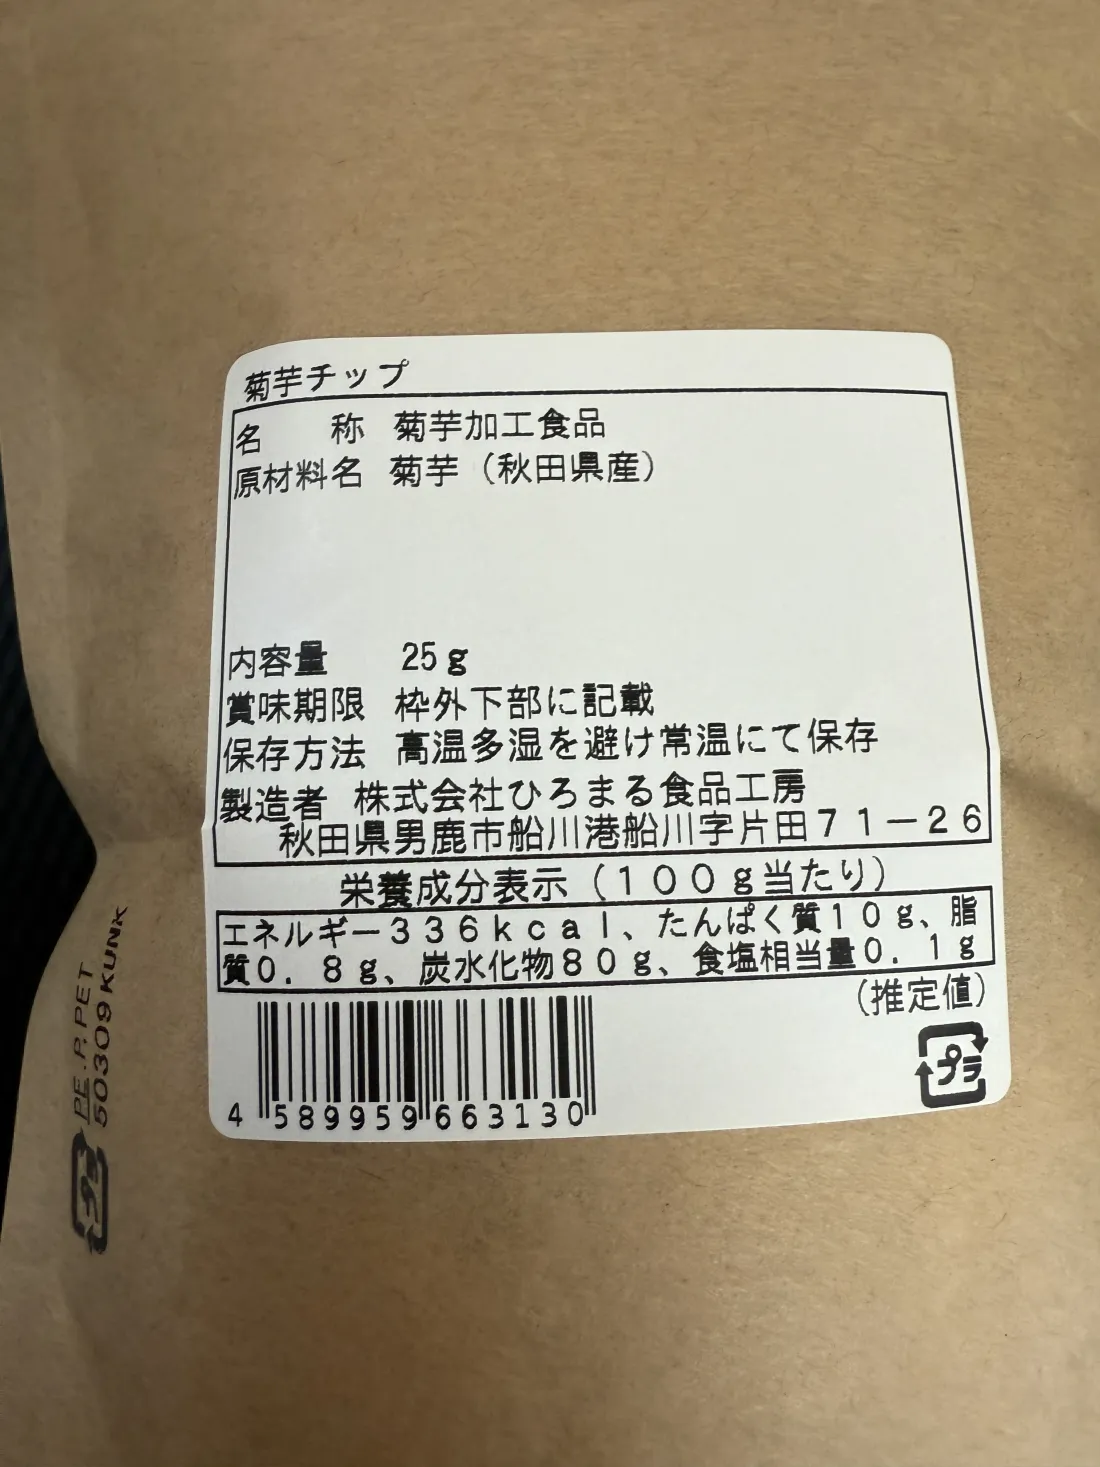 菊芋チップ
名　　称　菊芋加工食品
原材料名　菊芋（秋田県産）
内容量　　25g
賞味期限　枠外下部に記載
保存方法　高温多湿を避け常温にて保存
製造者　株式会社ひろまる食品工房
秋田県男鹿市船川港船川字片田７１－２６
栄養成分表示（１００g当たり）
エネルギー３３６kcal、たんぱく質１０g、脂
質０．８g、炭水化物８０g、食塩相当量０．１g
（推定値）
プラ
4 589959 663130
プラ PE.P.PET
50309 KUNK